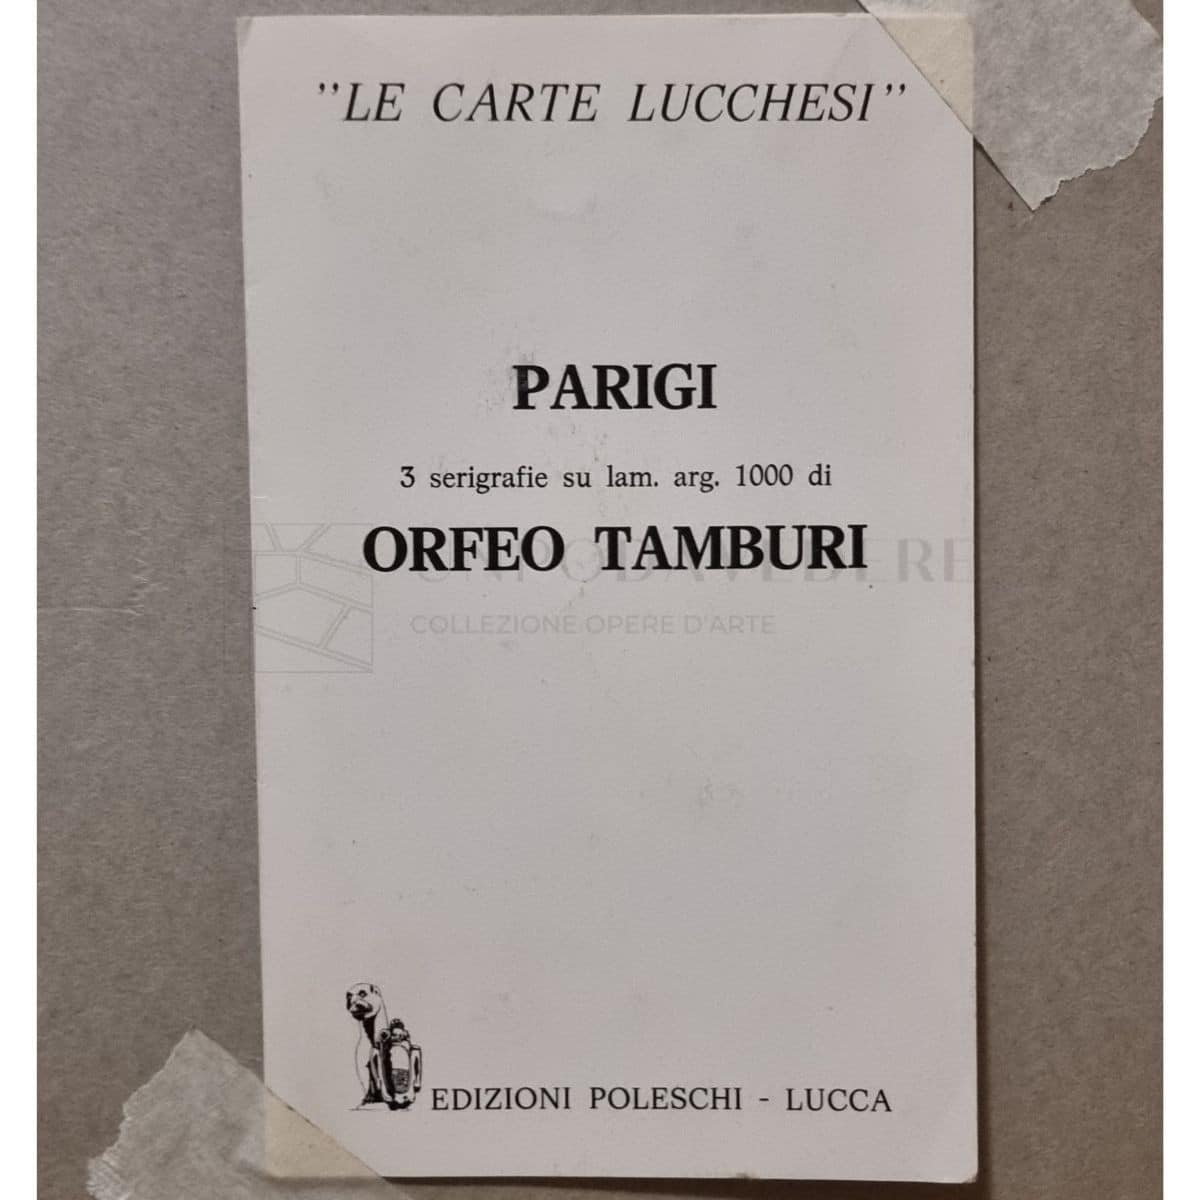 "LE CARTE LUCCHESI"
PARIGI
3 serigrafie su lam. arg. 1000 di
ORFEO TAMBURI
COLLEZIONE OPERE D'ARTE
EDIZIONI POLESCHI - LUCCA